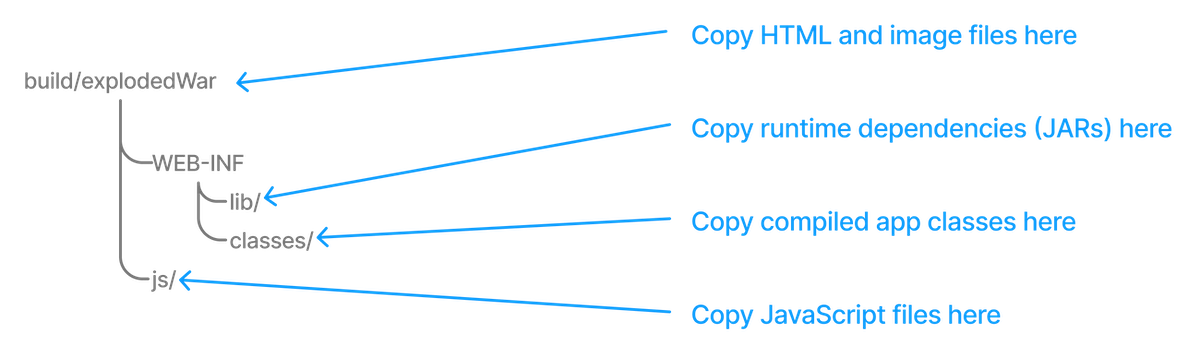 Copy HTML and image files here
build/explodedWar
Copy runtime dependencies (JARs) here
WEB-INF
lib/
Copy compiled app classes here
classes/
js/
Copy JavaScript files here